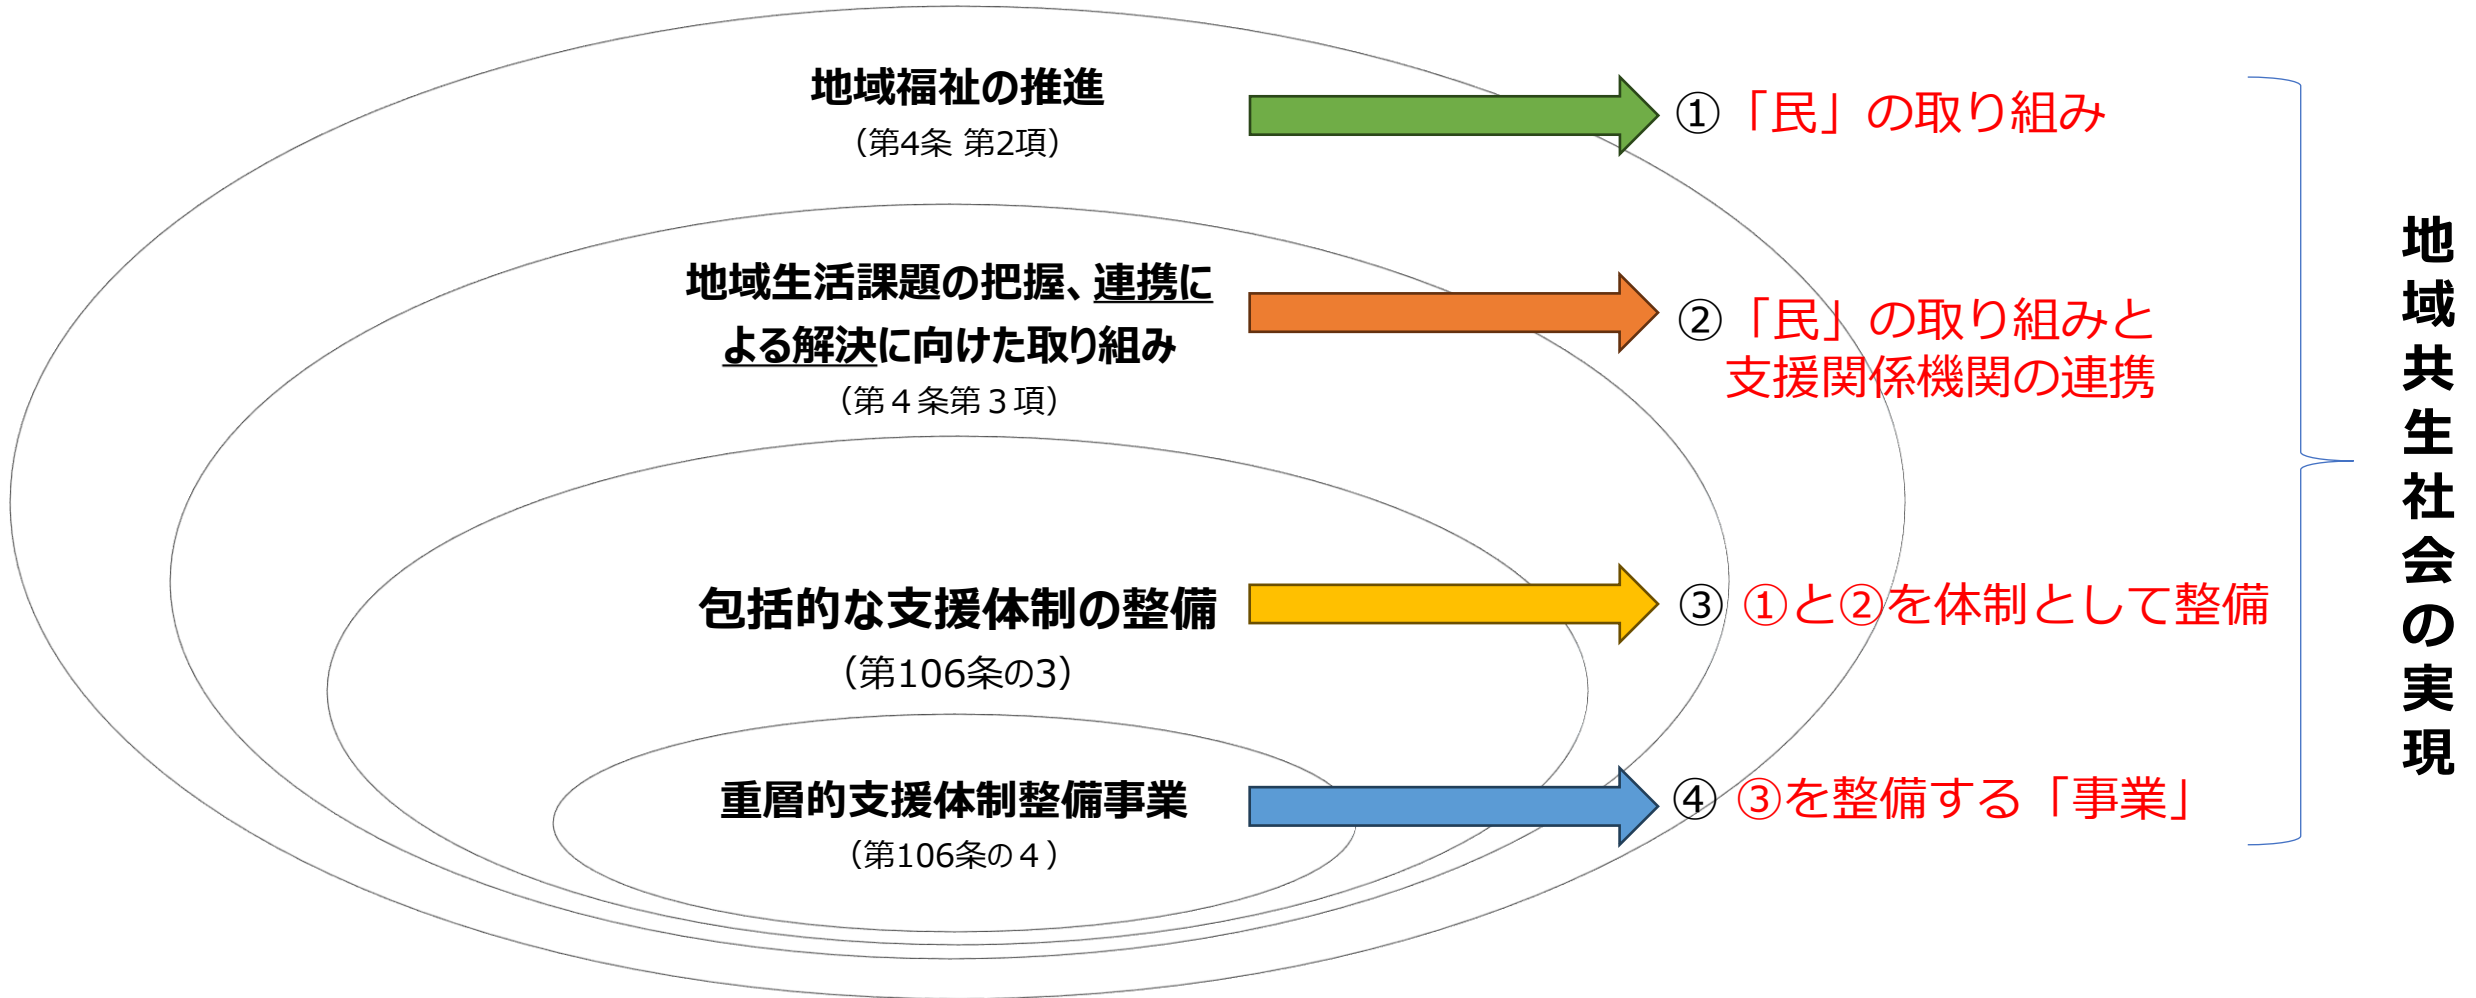 地域福祉の推進
（第4条 第2項）
① 「民」の取り組み
地域生活課題の把握、連携に
よる解決に向けた取り組み
（第４条第３項）
② 「民」の取り組みと
支援関係機関の連携
包括的な支援体制の整備
（第106条の3）
③ ①と②を体制として整備
重層的支援体制整備事業
（第106条の４）
④ ③を整備する「事業」
地域共生社会の実現